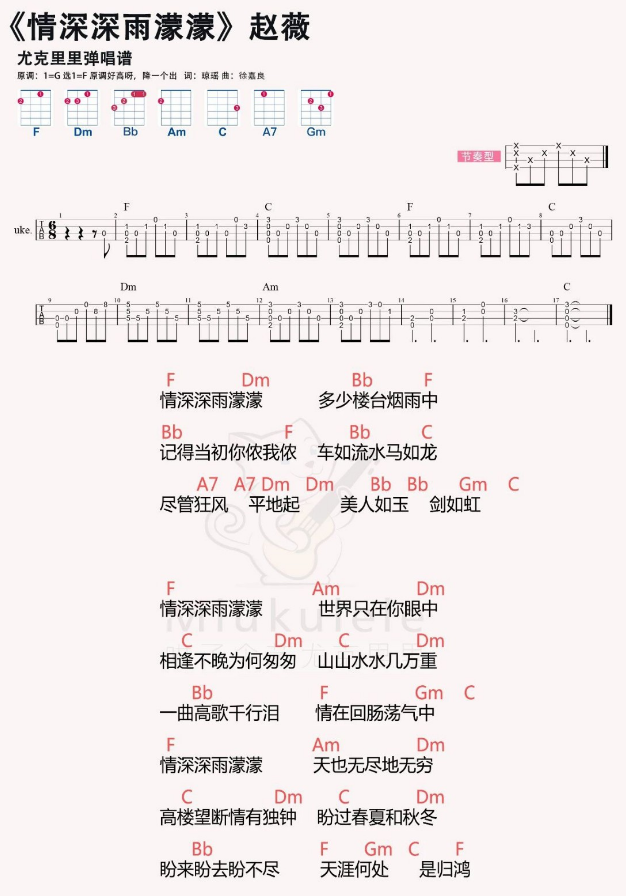 《情深深雨濛濛》赵薇
尤克里里弹唱谱
原调：1=G 选1=F 原调好高呀，降一个出 词：琼瑶 曲：徐嘉良
F Dm Bb Am C A7 Gm
节奏型
F C F C
uke.
Dm Am C
F Dm Bb F
情深深雨濛濛 多少楼台烟雨中
Bb F Bb C
记得当初你侬我侬 车如流水马如龙
A7 A7 Dm Dm Bb Bb Gm C
尽管狂风 平地起 美人如玉 剑如虹
F Am Dm
情深深雨濛濛 世界只在你眼中
Miukulele
C Dm C Dm
相逢不晚为何匆匆 山山水水几万重
Bb F Gm C
一曲高歌千行泪 情在回肠荡气中
F Am Dm
情深深雨濛濛 天也无尽地无穷
C Dm C Dm
高楼望断情有独钟 盼过春夏和秋冬
Bb F Gm C F
盼来盼去盼不尽 天涯何处 是归鸿